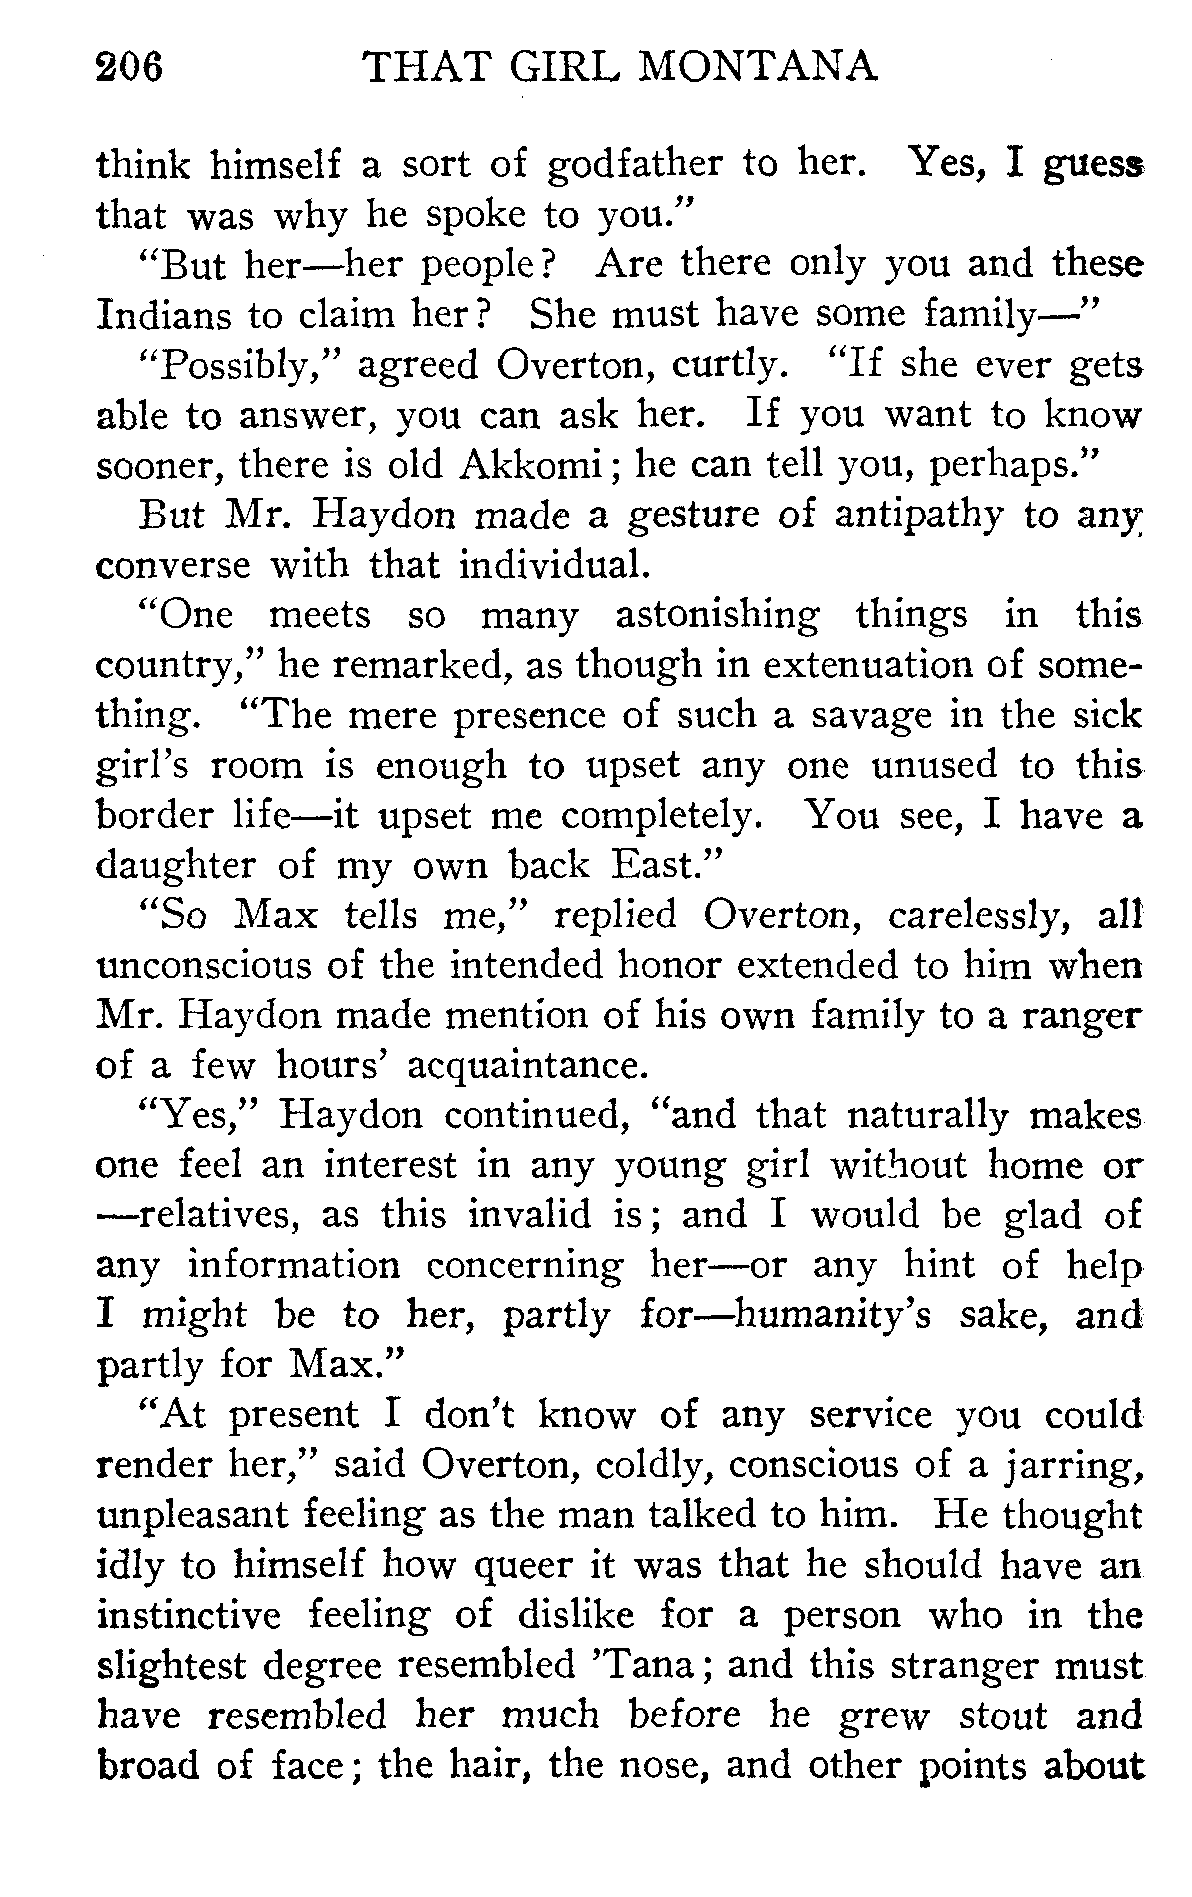 206 THAT GIRL MONTANA
think himself a sort of godfather to her. Yes, I guess
that was why he spoke to you.”
“But her—her people? Are there only you and these
Indians to claim her? She must have some family—”
“Possibly,” agreed Overton, curtly. “If she ever gets
able to answer, you can ask her. If you want to know
sooner, there is old Akkomi; he can tell you, perhaps.”
But Mr. Haydon made a gesture of antipathy to any
converse with that individual.
“One meets so many astonishing things in this
country,” he remarked, as though in extenuation of some-
thing. “The mere presence of such a savage in the sick
girl’s room is enough to upset any one unused to this
border life—it upset me completely. You see, I have a
daughter of my own back East.”
“So Max tells me,” replied Overton, carelessly, all
unconscious of the intended honor extended to him when
Mr. Haydon made mention of his own family to a ranger
of a few hours’ acquaintance.
“Yes,” Haydon continued, “and that naturally makes
one feel an interest in any young girl without home or
—relatives, as this invalid is; and I would be glad of
any information concerning her—or any hint of help
I might be to her, partly for—humanity’s sake, and
partly for Max.”
“At present I don’t know of any service you could
render her,” said Overton, coldly, conscious of a jarring,
unpleasant feeling as the man talked to him. He thought
idly to himself how queer it was that he should have an
instinctive feeling of dislike for a person who in the
slightest degree resembled ’Tana; and this stranger must
have resembled her much before he grew stout and
broad of face; the hair, the nose, and other points about